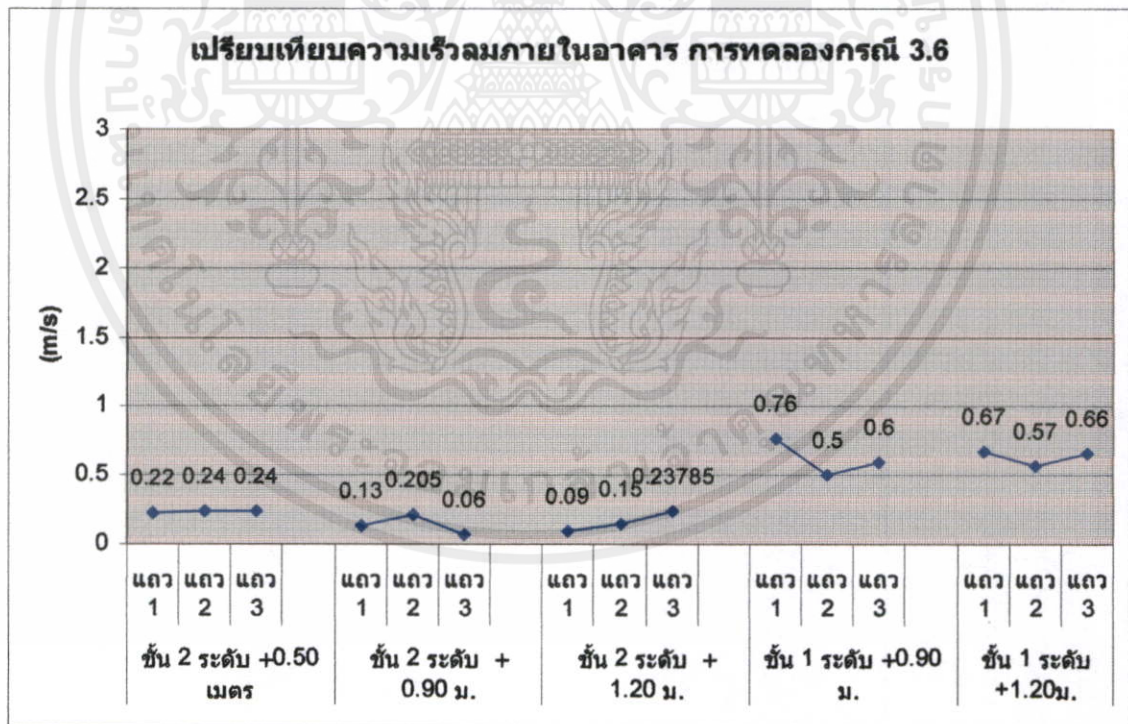 เปรียบเทียบความเร็วลมภายในอาคาร การทดลองกรณี 3.6
3
2.5
2
1.5
1
0.5
0
(m/s)
0.22 0.24 0.24
0.13 0.205 0.06
0.09 0.15 0.23785
0.76 0.5 0.6
0.67 0.57 0.66
แถว 1 แถว 2 แถว 3 แถว 1 แถว 2 แถว 3 แถว 1 แถว 2 แถว 3 แถว 1 แถว 2 แถว 3 แถว 1 แถว 2 แถว 3
ชั้น 2 ระดับ +0.50
เมตร
ชั้น 2 ระดับ +
0.90 ม.
ชั้น 2 ระดับ +
1.20 ม.
ชั้น 1 ระดับ +0.90
ม.
ชั้น 1 ระดับ
+1.20ม.